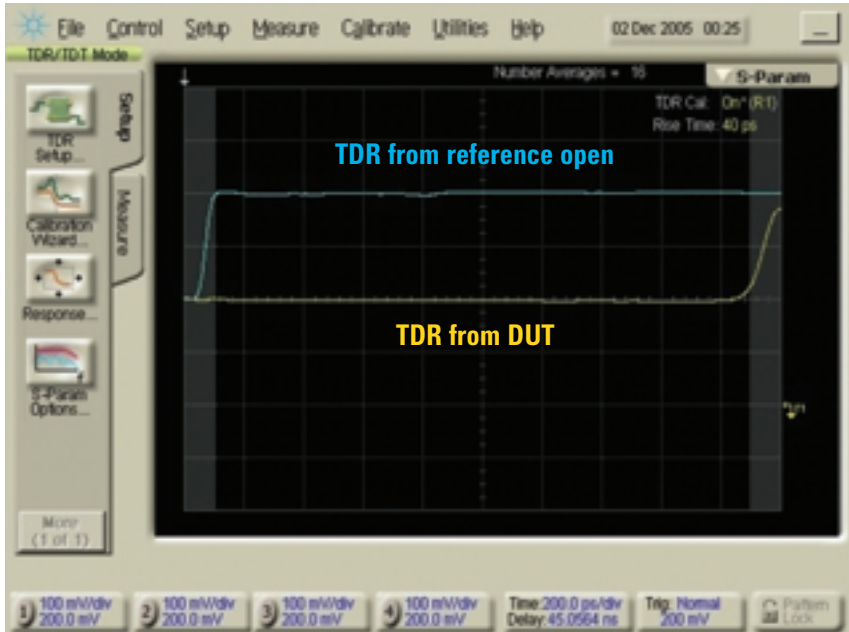 File Control Setup Measure Calibrate Utilities Help 02 Dec 2005 00:25
TDR/TDT Mode
Number Averages = 16
S-Param
TDR Cal: On* (R1)
Rise Time: 40 ps
Setup
Measure
TDR
Setup...
Calibration
Wizard...
Response...
S-Param
Options...
More
(1 of 1)
TDR from reference open
TDR from DUT
1) 100 mV/div
200.0 mV
2) 100 mV/div
200.0 mV
3) 100 mV/div
200.0 mV
4) 100 mV/div
200.0 mV
Time:200.0 ps/div
Delay:45.0564 ns
Trig: Normal
200 mV
Pattern
Lock